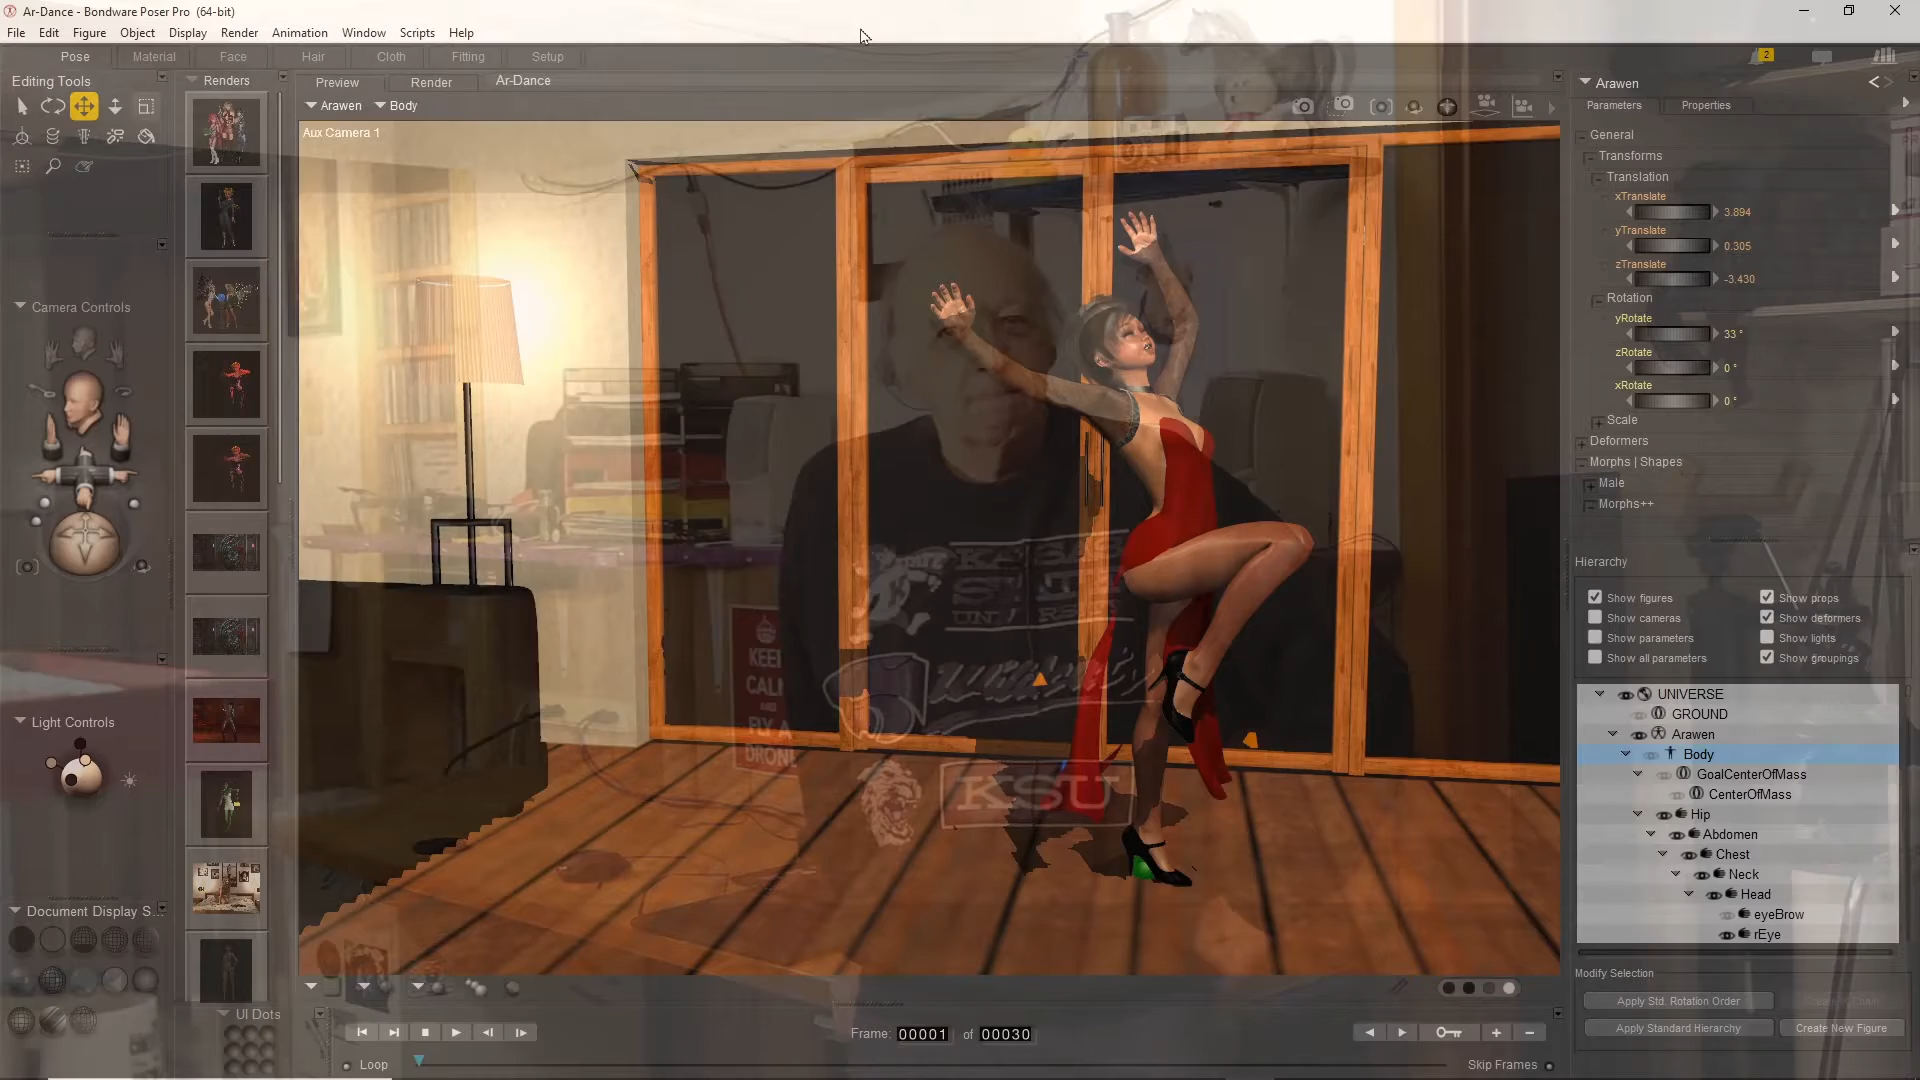 Ar-Dance - Bondware Poser Pro (64-bit)
File Edit Figure Object Display Render Animation Window Scripts Help
Pose Material Face Hair Cloth Fitting Setup
2
Editing Tools
Renders
Preview Render Ar-Dance
Arawen Body
Aux Camera 1
Camera Controls
Light Controls
Document Display S...
UI Dots
KEEP
CALM
AND
FLY A
DRONE
KSU
Frame: 00001 of 00030
Loop
Skip Frames
Arawen
Parameters Properties
General
Transforms
Translation
xTranslate
3.894
yTranslate
0.305
zTranslate
-3.430
Rotation
yRotate
33 °
zRotate
0 °
xRotate
0 °
Scale
Deformers
Morphs | Shapes
Male
Morphs++
Hierarchy
Show figures Show props
Show cameras Show deformers
Show parameters Show lights
Show all parameters Show groupings
UNIVERSE
GROUND
Arawen
Body
GoalCenterOfMass
CenterOfMass
Hip
Abdomen
Chest
Neck
Head
eyeBrow
rEye
Modify Selection
Apply Std. Rotation Order
Apply Standard Hierarchy Create New Figure